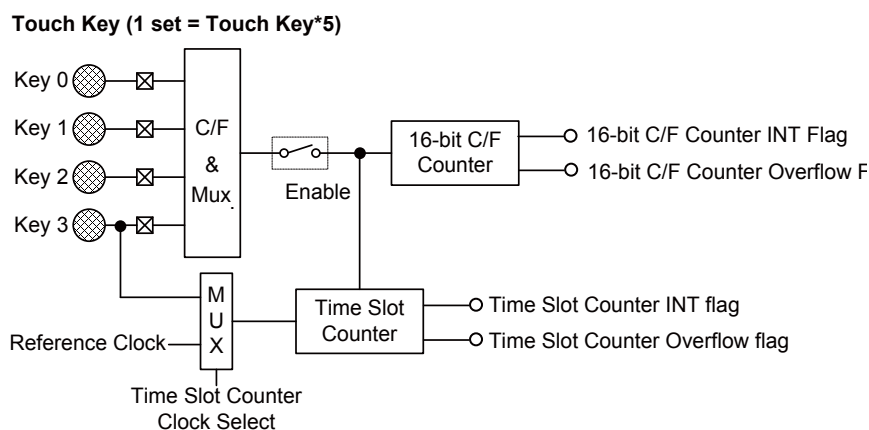 Touch Key (1 set = Touch Key*5)
Key 0
Key 1
Key 2
Key 3
C/F
&
Mux.
Enable
16-bit C/F
Counter
16-bit C/F Counter INT Flag
16-bit C/F Counter Overflow F
M
U
X
Reference Clock
Time Slot Counter
Clock Select
Time Slot
Counter
Time Slot Counter INT flag
Time Slot Counter Overflow flag